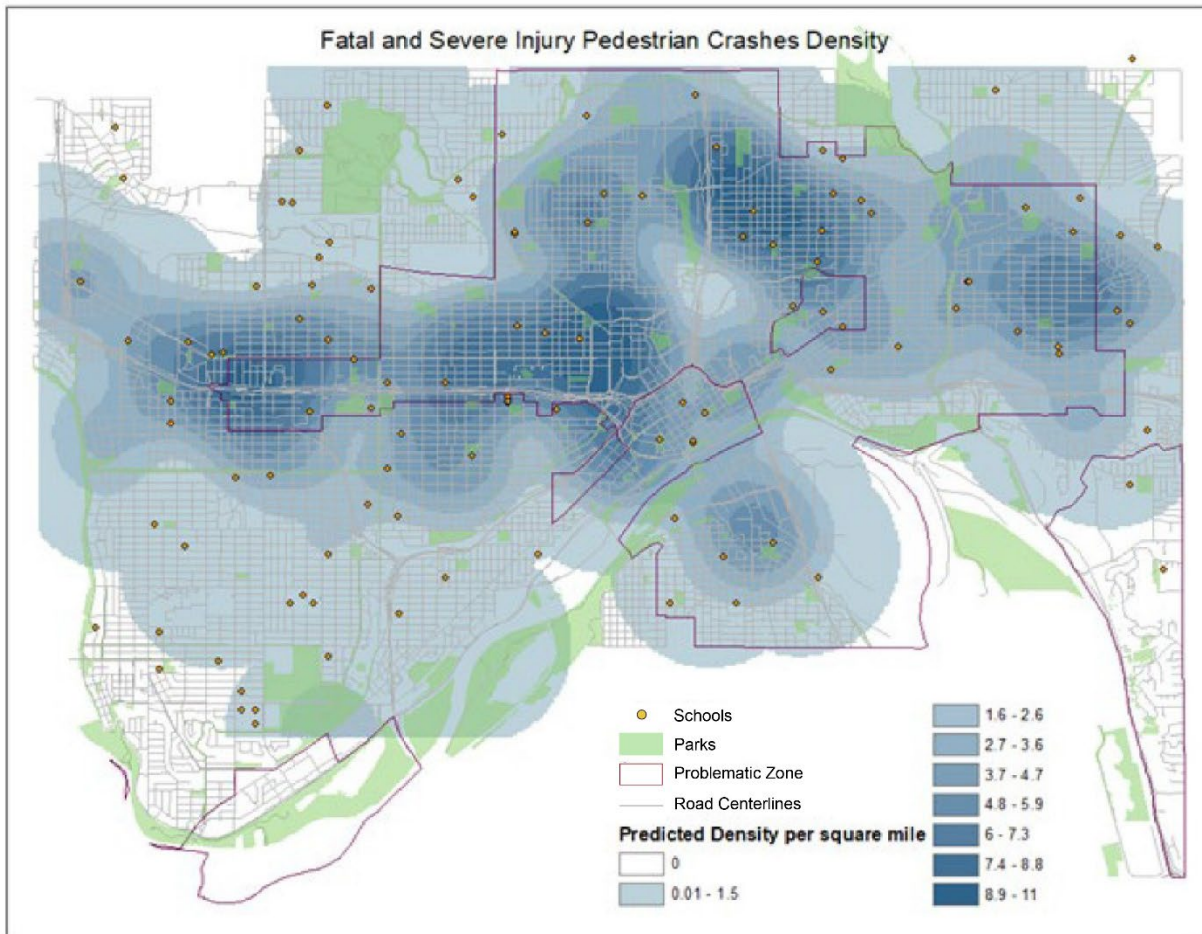 Fatal and Severe Injury Pedestrian Crashes Density
Schools
Parks
Problematic Zone
Road Centerlines
Predicted Density per square mile
0
0.01 - 1.5
1.6 - 2.6
2.7 - 3.6
3.7 - 4.7
4.8 - 5.9
6 - 7.3
7.4 - 8.8
8.9 - 11